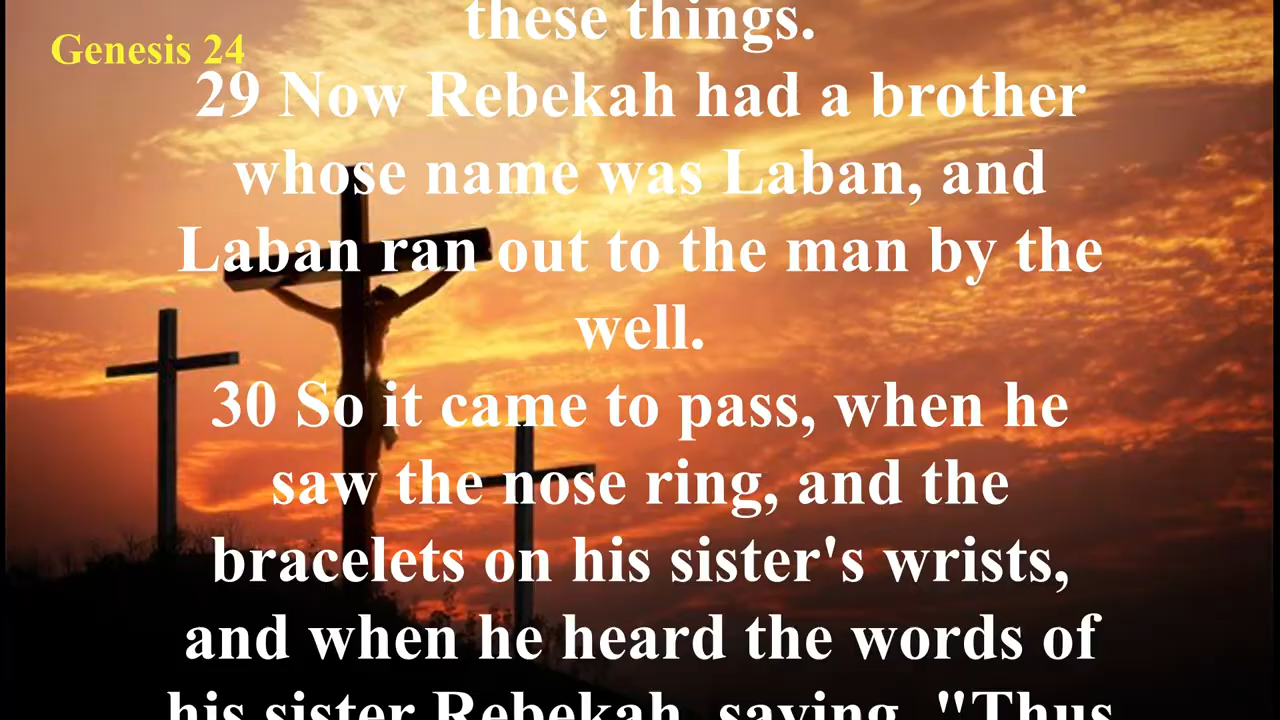 Genesis 24
these things.
29 Now Rebekah had a brother
whose name was Laban, and
Laban ran out to the man by the
well.
30 So it came to pass, when he
saw the nose ring, and the
bracelets on his sister's wrists,
and when he heard the words of
his sister Rebekah, saying, "Thus